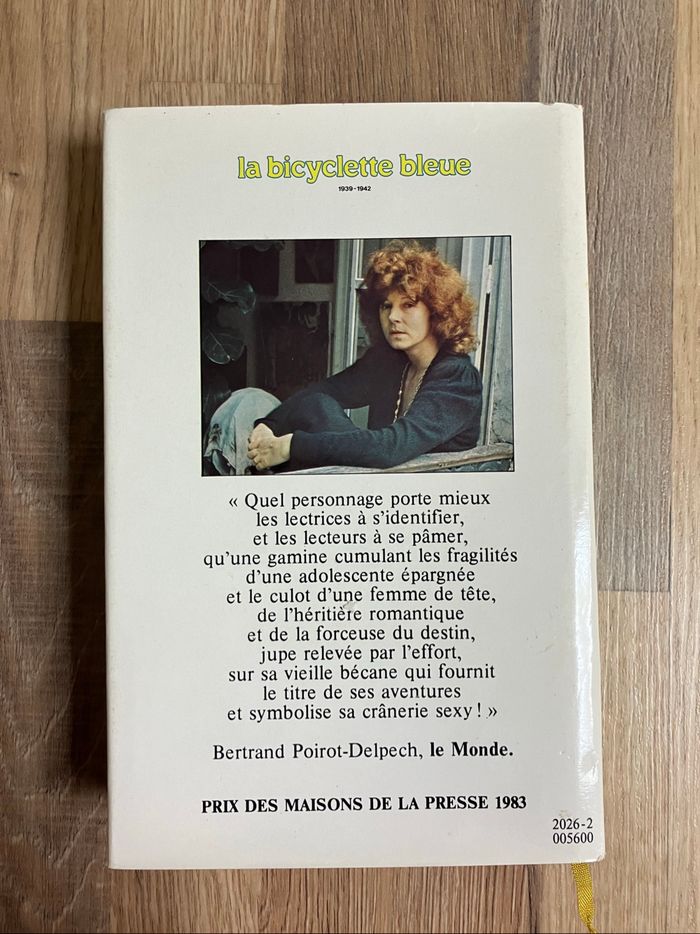 la bicyclette bleue
1939-1942
« Quel personnage porte mieux
les lectrices à s'identifier,
et les lecteurs à se pâmer,
qu'une gamine cumulant les fragilités
d'une adolescente épargnée
et le culot d'une femme de tête,
de l'héritière romantique
et de la forceuse du destin,
jupe relevée par l'effort,
sur sa vieille bécane qui fournit
le titre de ses aventures
et symbolise sa crânerie sexy ! »
Bertrand Poirot-Delpech, le Monde.
PRIX DES MAISONS DE LA PRESSE 1983
2026-2
005600